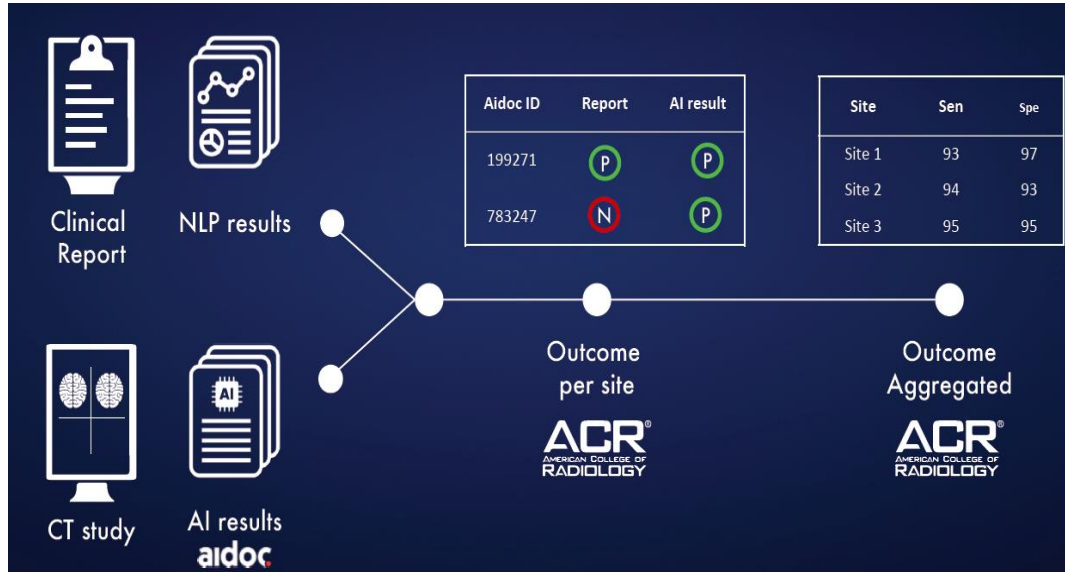 Clinical
Report
NLP results
CT study
AI
AI results
aidoc
Aidoc ID Report AI result
199271 P P
783247 N P
Outcome
per site
ACR®
AMERICAN COLLEGE OF
RADIOLOGY
Site Sen Spe
Site 1 93 97
Site 2 94 93
Site 3 95 95
Outcome
Aggregated
ACR®
AMERICAN COLLEGE OF
RADIOLOGY